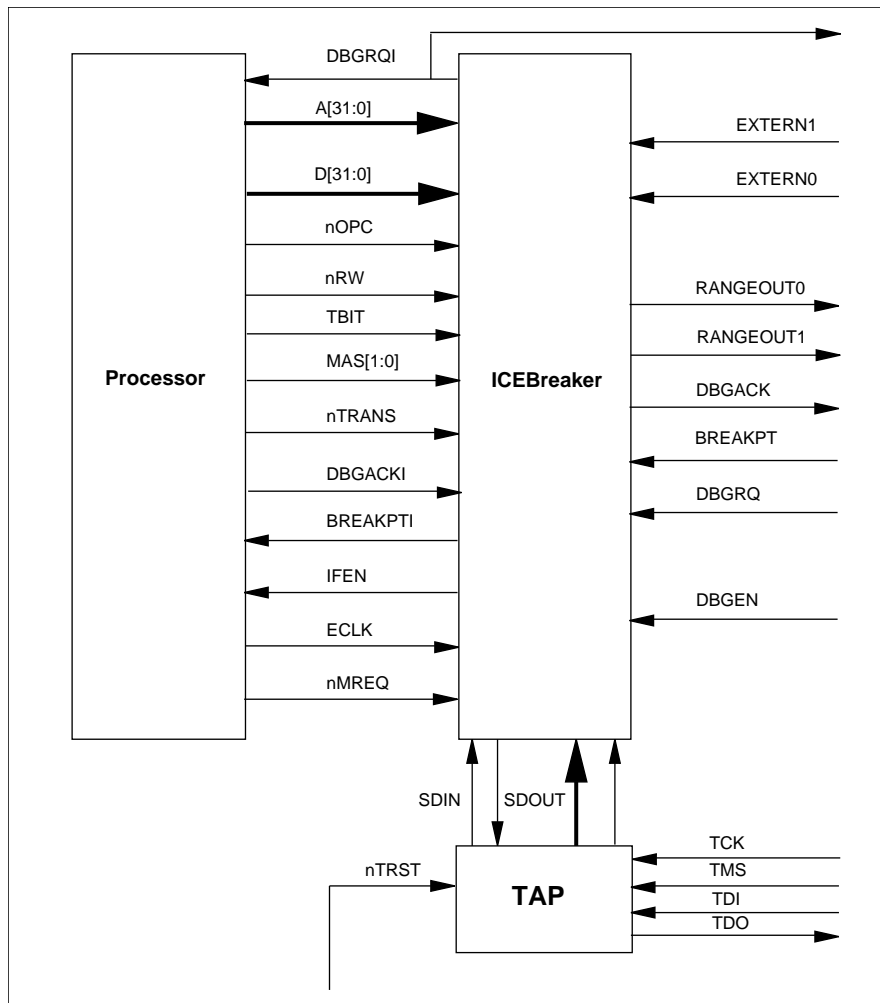 DBGRQI
A[31:0]
EXTERN1
D[31:0]
EXTERN0
nOPC
nRW
RANGEOUT0
TBIT
RANGEOUT1
MAS[1:0]
Processor
ICEBreaker
DBGACK
nTRANS
BREAKPT
DBGACKI
DBGRQ
BREAKPTI
IFEN
DBGEN
ECLK
nMREQ
SDIN
SDOUT
TCK
nTRST
TMS
TAP
TDI
TDO